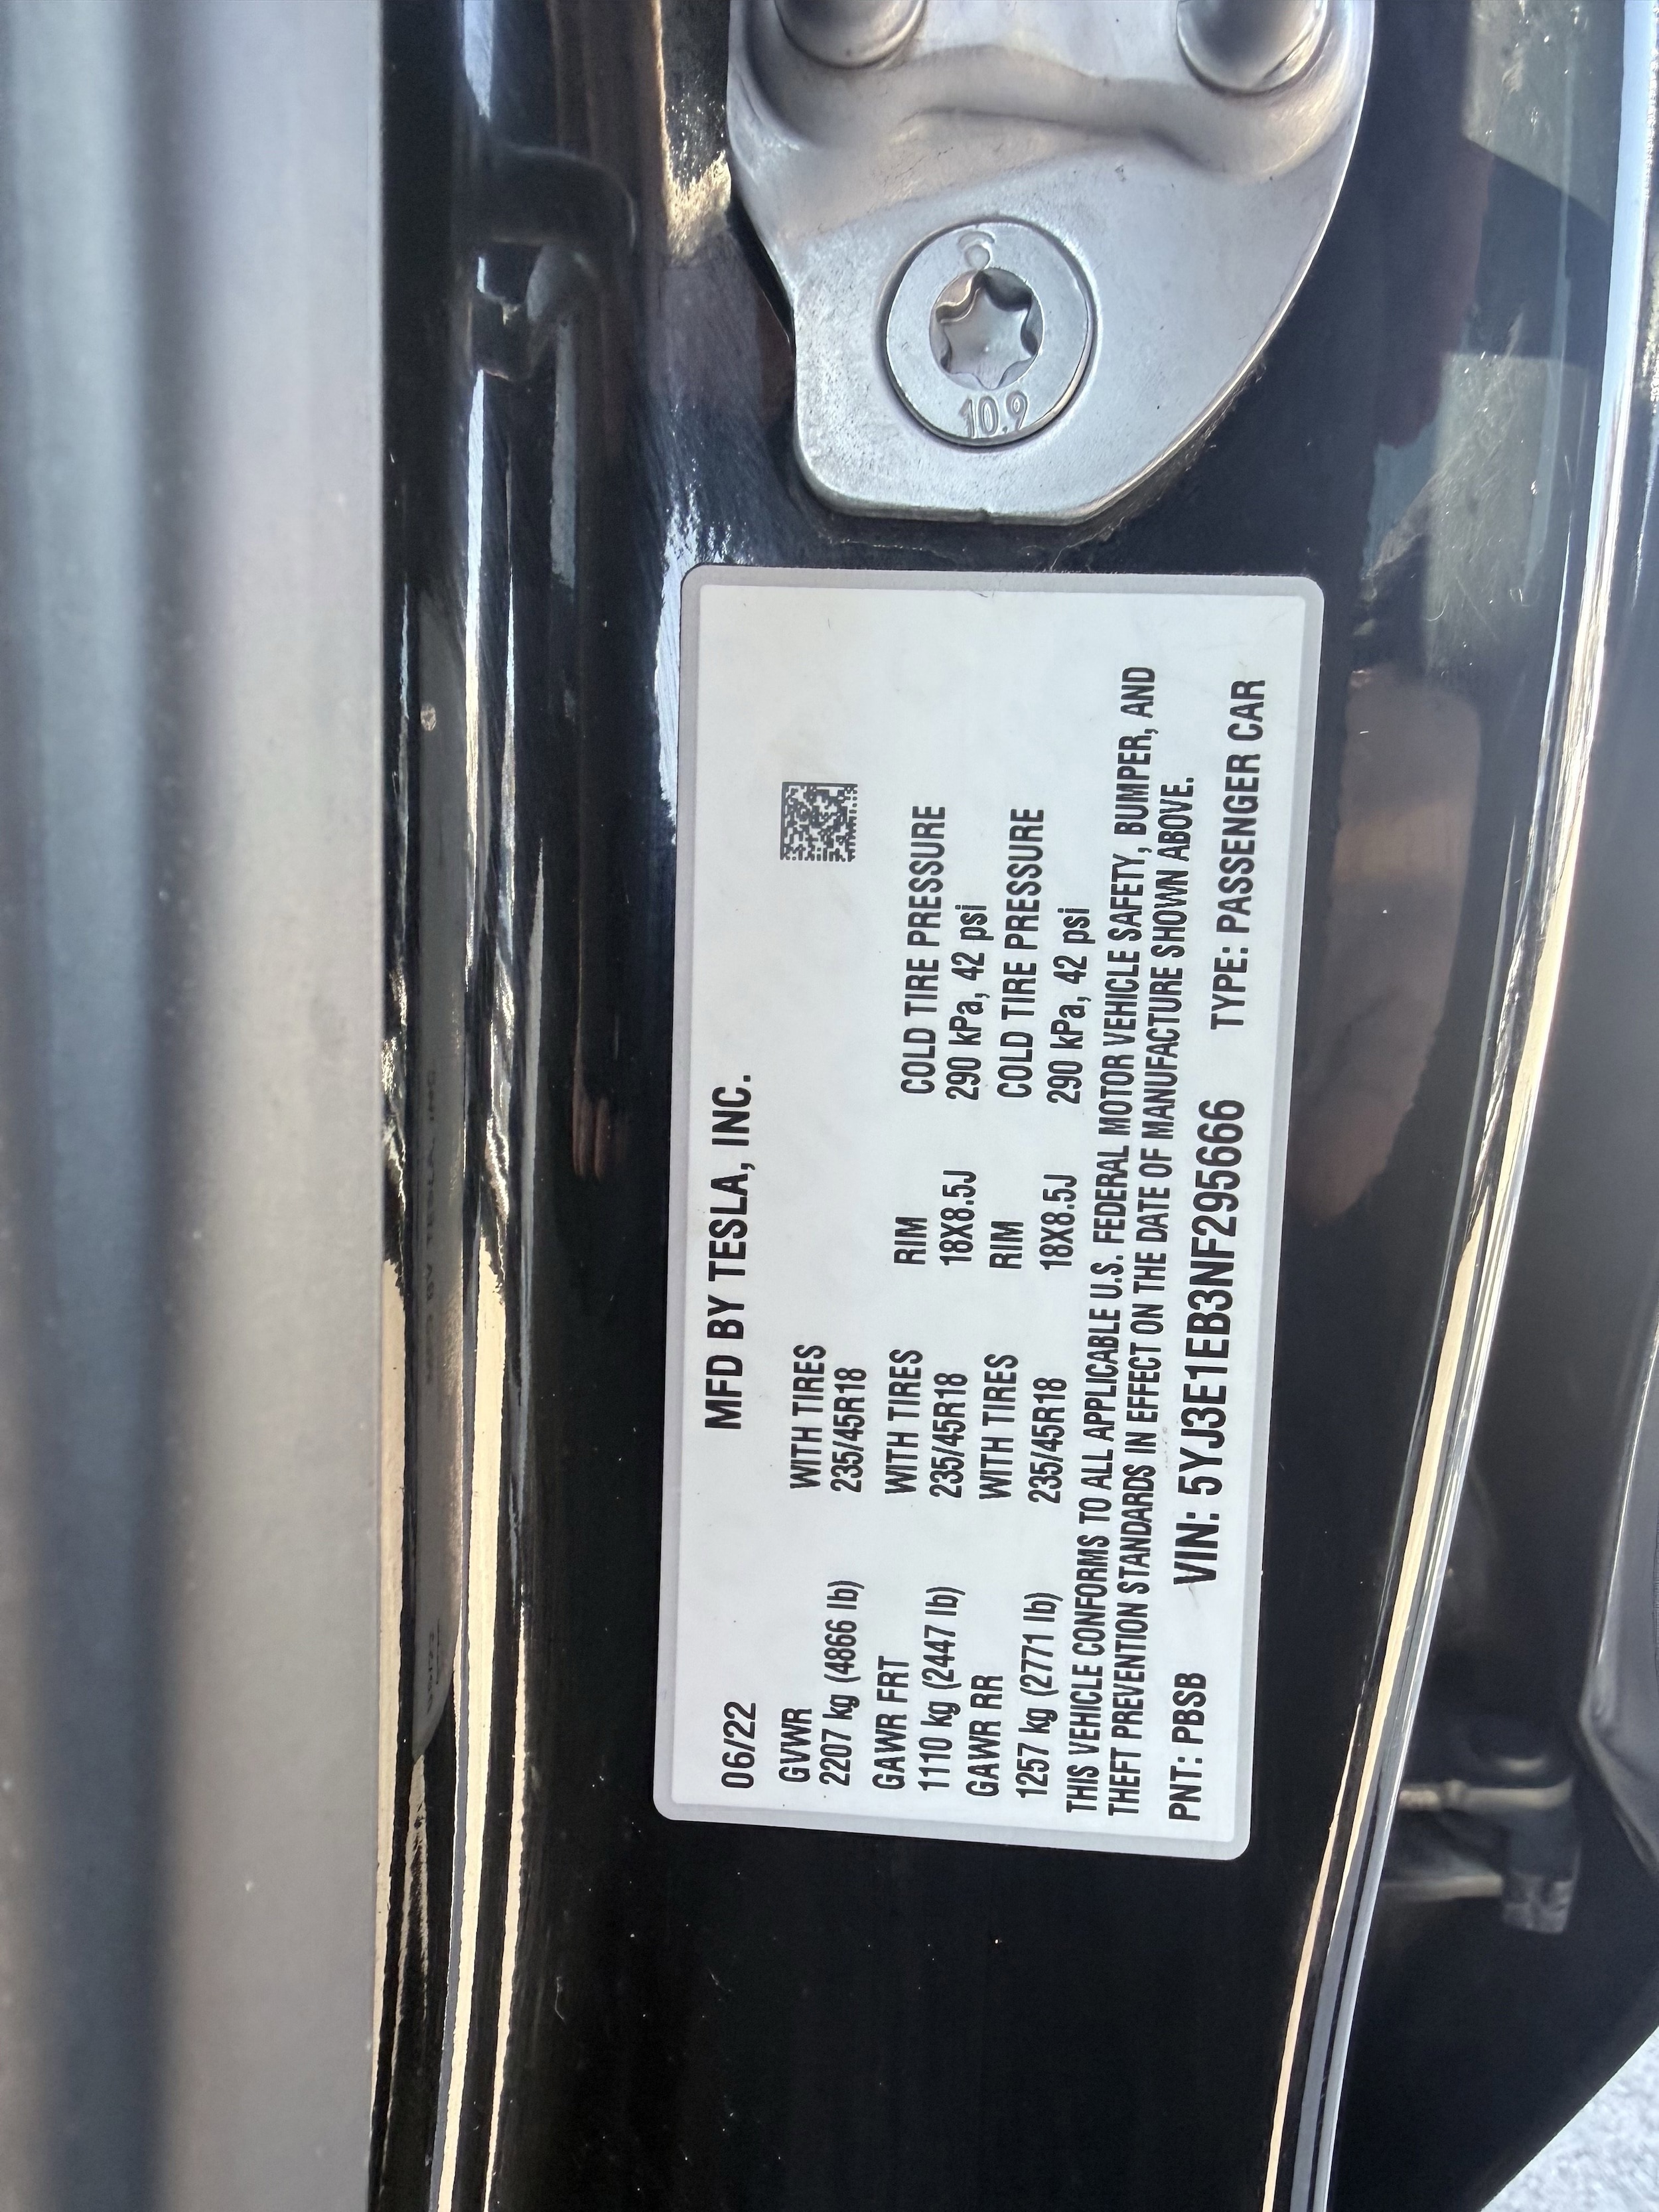 10.9
MFD BY TESLA, INC.
06/22
GVWR WITH TIRES
2207 kg (4866 lb) 235/45R18
GAWR FRT WITH TIRES RIM COLD TIRE PRESSURE
1110 kg (2447 lb) 235/45R18 18X8.5J 290 kPa, 42 psi
GAWR RR WITH TIRES RIM COLD TIRE PRESSURE
1257 kg (2771 lb) 235/45R18 18X8.5J 290 kPa, 42 psi
THIS VEHICLE CONFORMS TO ALL APPLICABLE U.S. FEDERAL MOTOR VEHICLE SAFETY, BUMPER, AND
THEFT PREVENTION STANDARDS IN EFFECT ON THE DATE OF MANUFACTURE SHOWN ABOVE.
PNT: PBSB VIN: 5YJ3E1EB3NF295666 TYPE: PASSENGER CAR